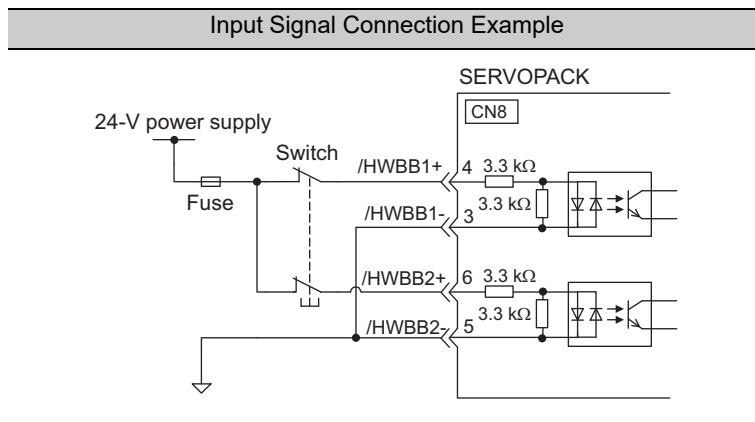 Input Signal Connection Example
SERVOPACK
CN8
24-V power supply
Switch
Fuse
/HWBB1+
4
3.3 kΩ
3.3 kΩ
/HWBB1-
3
/HWBB2+
6
3.3 kΩ
3.3 kΩ
/HWBB2-
5